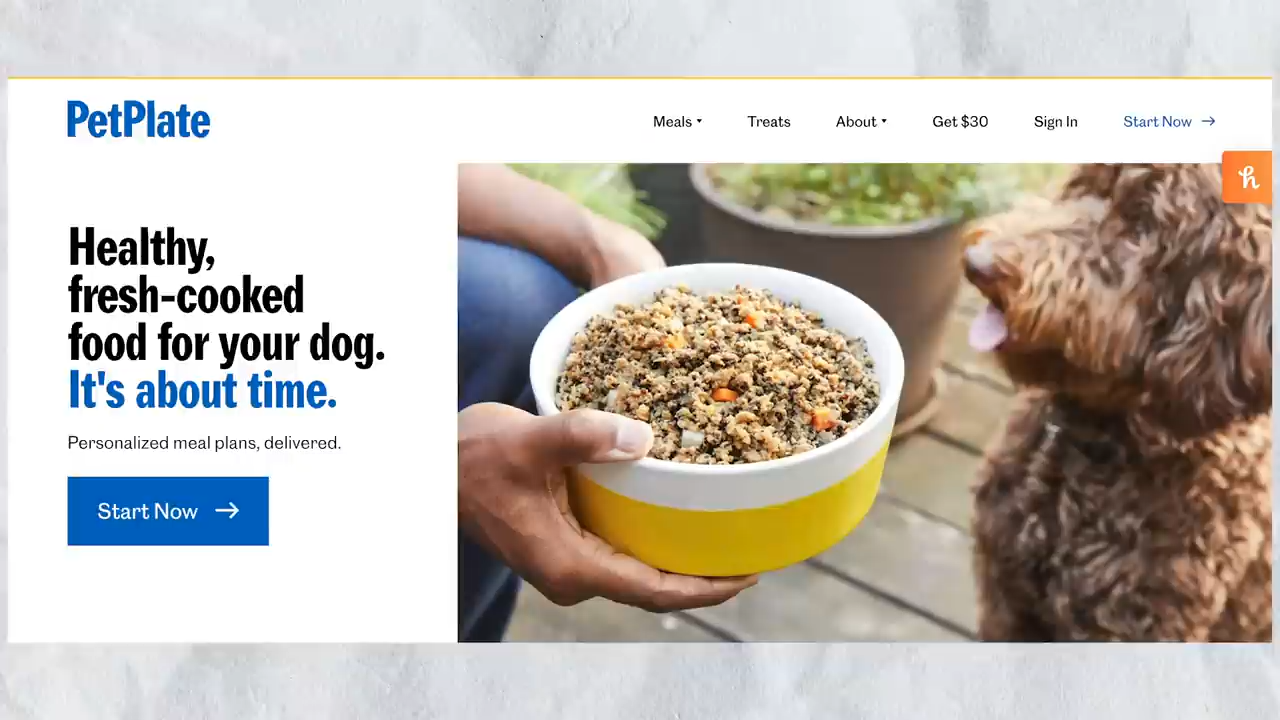 PetPlate
Meals
Treats
About
Get $30
Sign In
Start Now
Healthy,
fresh-cooked
food for your dog.
It's about time.
Personalized meal plans, delivered.
Start Now
h